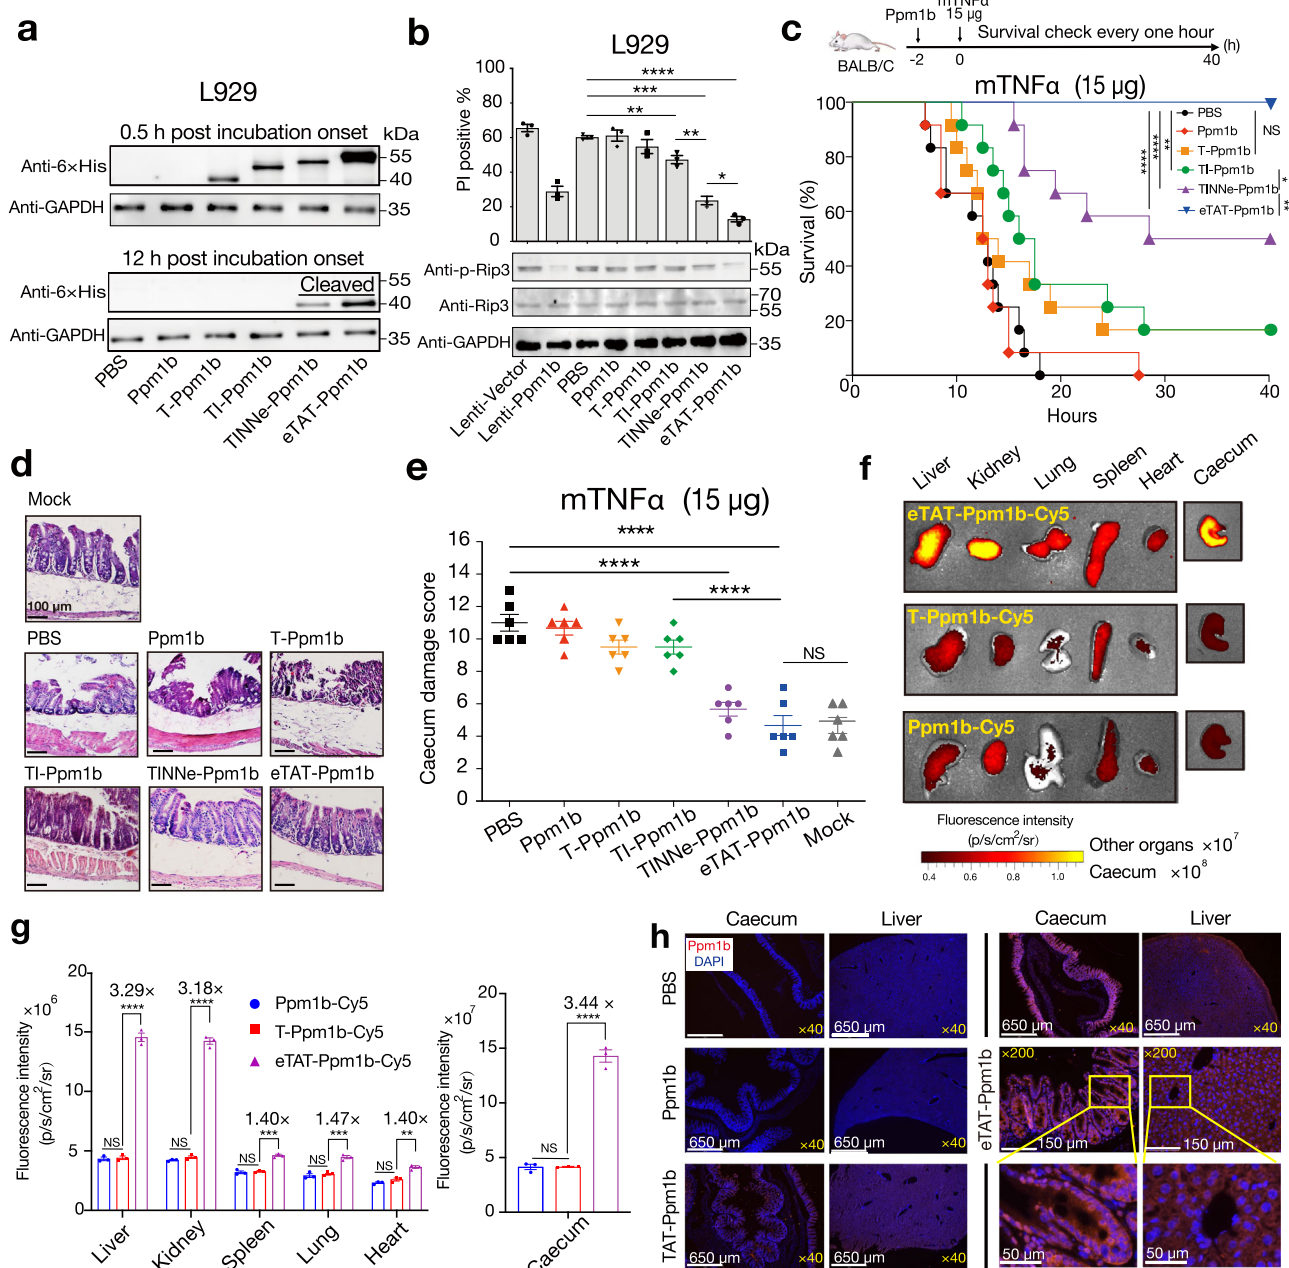 a
L929
0.5 h post incubation onset
kDa
Anti-6×His
55
40
Anti-GAPDH
35
12 h post incubation onset
Anti-6×His
Cleaved
55
40
Anti-GAPDH
35
PBS
Ppm1b
T-Ppm1b
TI-Ppm1b
TINNe-Ppm1b
eTAT-Ppm1b
b
L929
PI positive %
100
80
60
40
20
0
****
***
**
**
*
kDa
Anti-p-Rip3
55
Anti-Rip3
70
55
Anti-GAPDH
35
Lenti-Vector
Lenti-Ppm1b
PBS
Ppm1b
T-Ppm1b
TI-Ppm1b
TINNe-Ppm1b
eTAT-Ppm1b
c
Ppm1b
mTNFα
15 μg
Survival check every one hour
BALB/C
-2
0
40
(h)
mTNFα (15 μg)
Survival (%)
100
80
60
40
20
0
10
20
30
40
Hours
PBS
Ppm1b
T-Ppm1b
TI-Ppm1b
TINNe-Ppm1b
eTAT-Ppm1b
NS
**
****
****
*
**
d
Mock
100 μm
PBS
Ppm1b
T-Ppm1b
TI-Ppm1b
TINNe-Ppm1b
eTAT-Ppm1b
e
mTNFα (15 μg)
Caecum damage score
16
14
12
10
8
6
4
2
0
****
****
****
NS
PBS
Ppm1b
T-Ppm1b
TI-Ppm1b
TINNe-Ppm1b
eTAT-Ppm1b
Mock
f
Liver
Kidney
Lung
Spleen
Heart
Caecum
eTAT-Ppm1b-Cy5
T-Ppm1b-Cy5
Ppm1b-Cy5
Fluorescence intensity
(p/s/cm²/sr)
0.4 0.6 0.8 1.0
Other organs ×10⁷
Caecum ×10⁸
g
Fluorescence intensity ×10⁶
(p/s/cm²/sr)
20
15
10
5
0
3.29×
****
NS
3.18×
****
NS
1.40×
***
NS
1.47×
***
NS
1.40×
**
NS
Liver
Kidney
Spleen
Lung
Heart
Ppm1b-Cy5
T-Ppm1b-Cy5
eTAT-Ppm1b-Cy5
Fluorescence intensity ×10⁷
(p/s/cm²/sr)
20
15
10
5
0
3.44 ×
****
NS
Caecum
h
Caecum
Liver
Caecum
Liver
Ppm1b
DAPI
PBS
×40
650 μm
×40
Ppm1b
650 μm
×40
650 μm
×40
TAT-Ppm1b
650 μm
×40
650 μm
×40
eTAT-Ppm1b
650 μm
×40
650 μm
×40
×200
150 μm
×200
150 μm
50 μm
50 μm